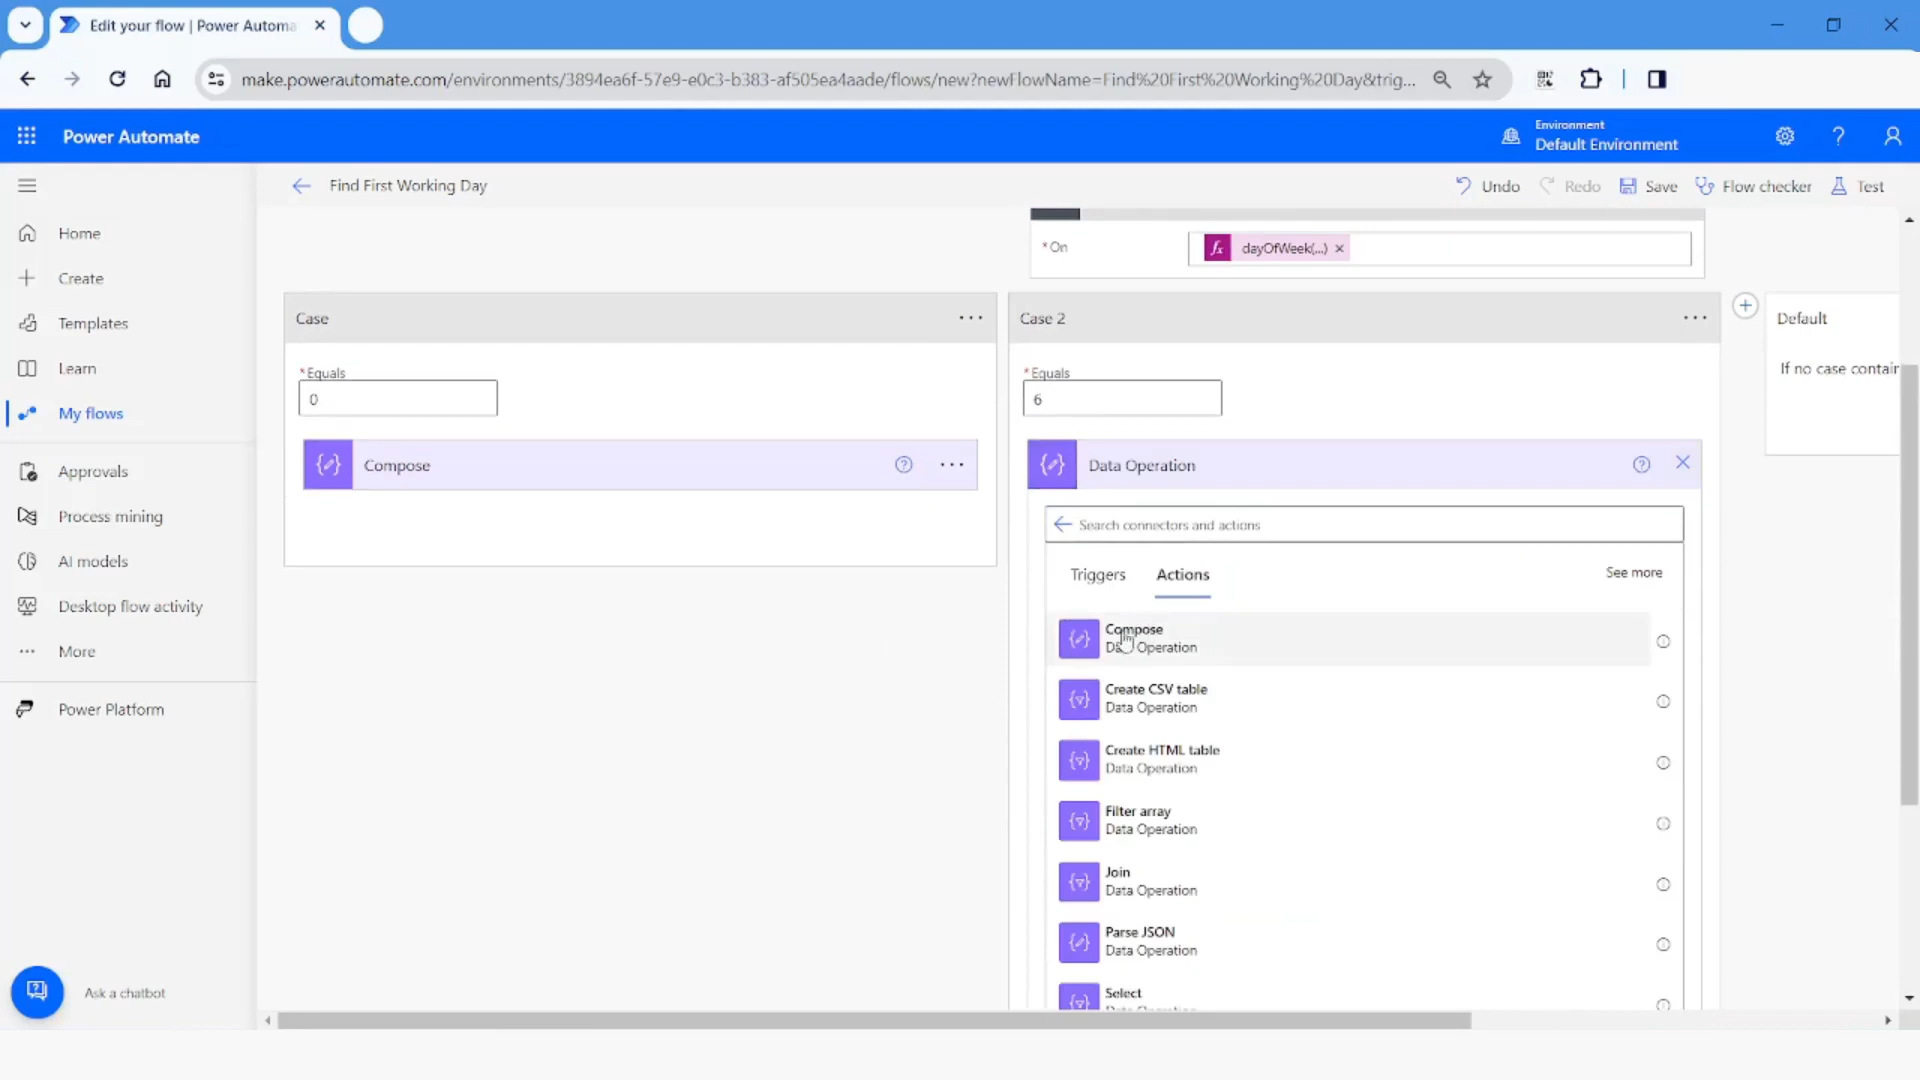 Edit your flow | Power Automa
make.powerautomate.com/environments/3894ea6f-57e9-e0c3-b383-af505ea4aade/flows/new?newFlowName=Find%20First%20Working%20Day&trig...
Power Automate
Environment
Default Environment
Find First Working Day
Undo
Redo
Save
Flow checker
Test
Home
Create
Templates
Learn
My flows
Approvals
Process mining
AI models
Desktop flow activity
More
Power Platform
Ask a chatbot
* On
fx dayOfWeek(...) ×
Case
* Equals
0
Compose
Case 2
* Equals
6
Data Operation
Search connectors and actions
Triggers
Actions
See more
Compose
Data Operation
Create CSV table
Data Operation
Create HTML table
Data Operation
Filter array
Data Operation
Join
Data Operation
Parse JSON
Data Operation
Select
Data Operation
Default
If no case contain